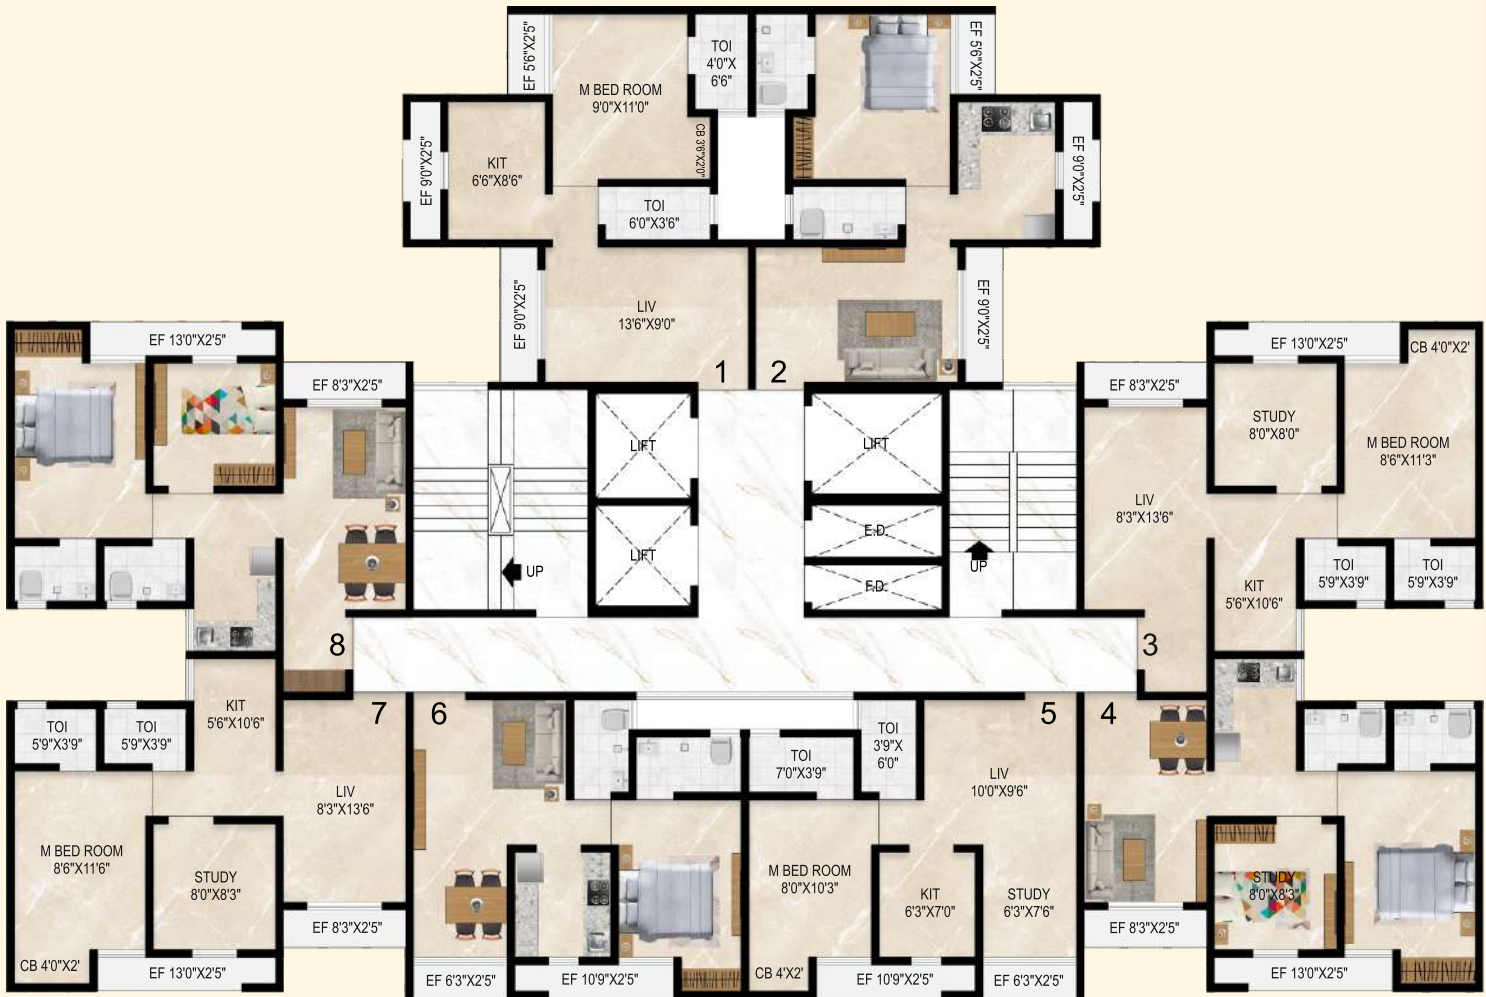 EF 5'6"X2'5"
M BED ROOM
9'0"X11'0"
TOI
4'0"X
6'6"
EF 5'6"X2'5"
EF 9'0"X2'5"
KIT
6'6"X8'6"
CB 3'6"X2'0"
TOI
6'0"X3'6"
EF 9'0"X2'5"
EF 9'0"X2'5"
LIV
13'6"X9'0"
EF 9'0"X2'5"
1
2
EF 13'0"X2'5"
EF 8'3"X2'5"
LIFT
LIFT
LIFT
E.D.
F.D.
UP
UP
8
EF 8'3"X2'5"
EF 13'0"X2'5"
CB 4'0"X2'
STUDY
8'0"X8'0"
M BED ROOM
8'6"X11'3"
LIV
8'3"X13'6"
KIT
5'6"X10'6"
TOI
5'9"X3'9"
TOI
5'9"X3'9"
3
TOI
5'9"X3'9"
TOI
5'9"X3'9"
KIT
5'6"X10'6"
7
LIV
8'3"X13'6"
M BED ROOM
8'6"X11'6"
STUDY
8'0"X8'3"
CB 4'0"X2'
EF 13'0"X2'5"
EF 8'3"X2'5"
6
EF 6'3"X2'5"
EF 10'9"X2'5"
TOI
7'0"X3'9"
TOI
3'9"X
6'0"
5
LIV
10'0"X9'6"
M BED ROOM
8'0"X10'3"
KIT
6'3"X7'0"
STUDY
6'3"X7'6"
CB 4'X2'
EF 10'9"X2'5"
EF 6'3"X2'5"
4
STUDY
8'0"X8'3"
EF 8'3"X2'5"
EF 13'0"X2'5"